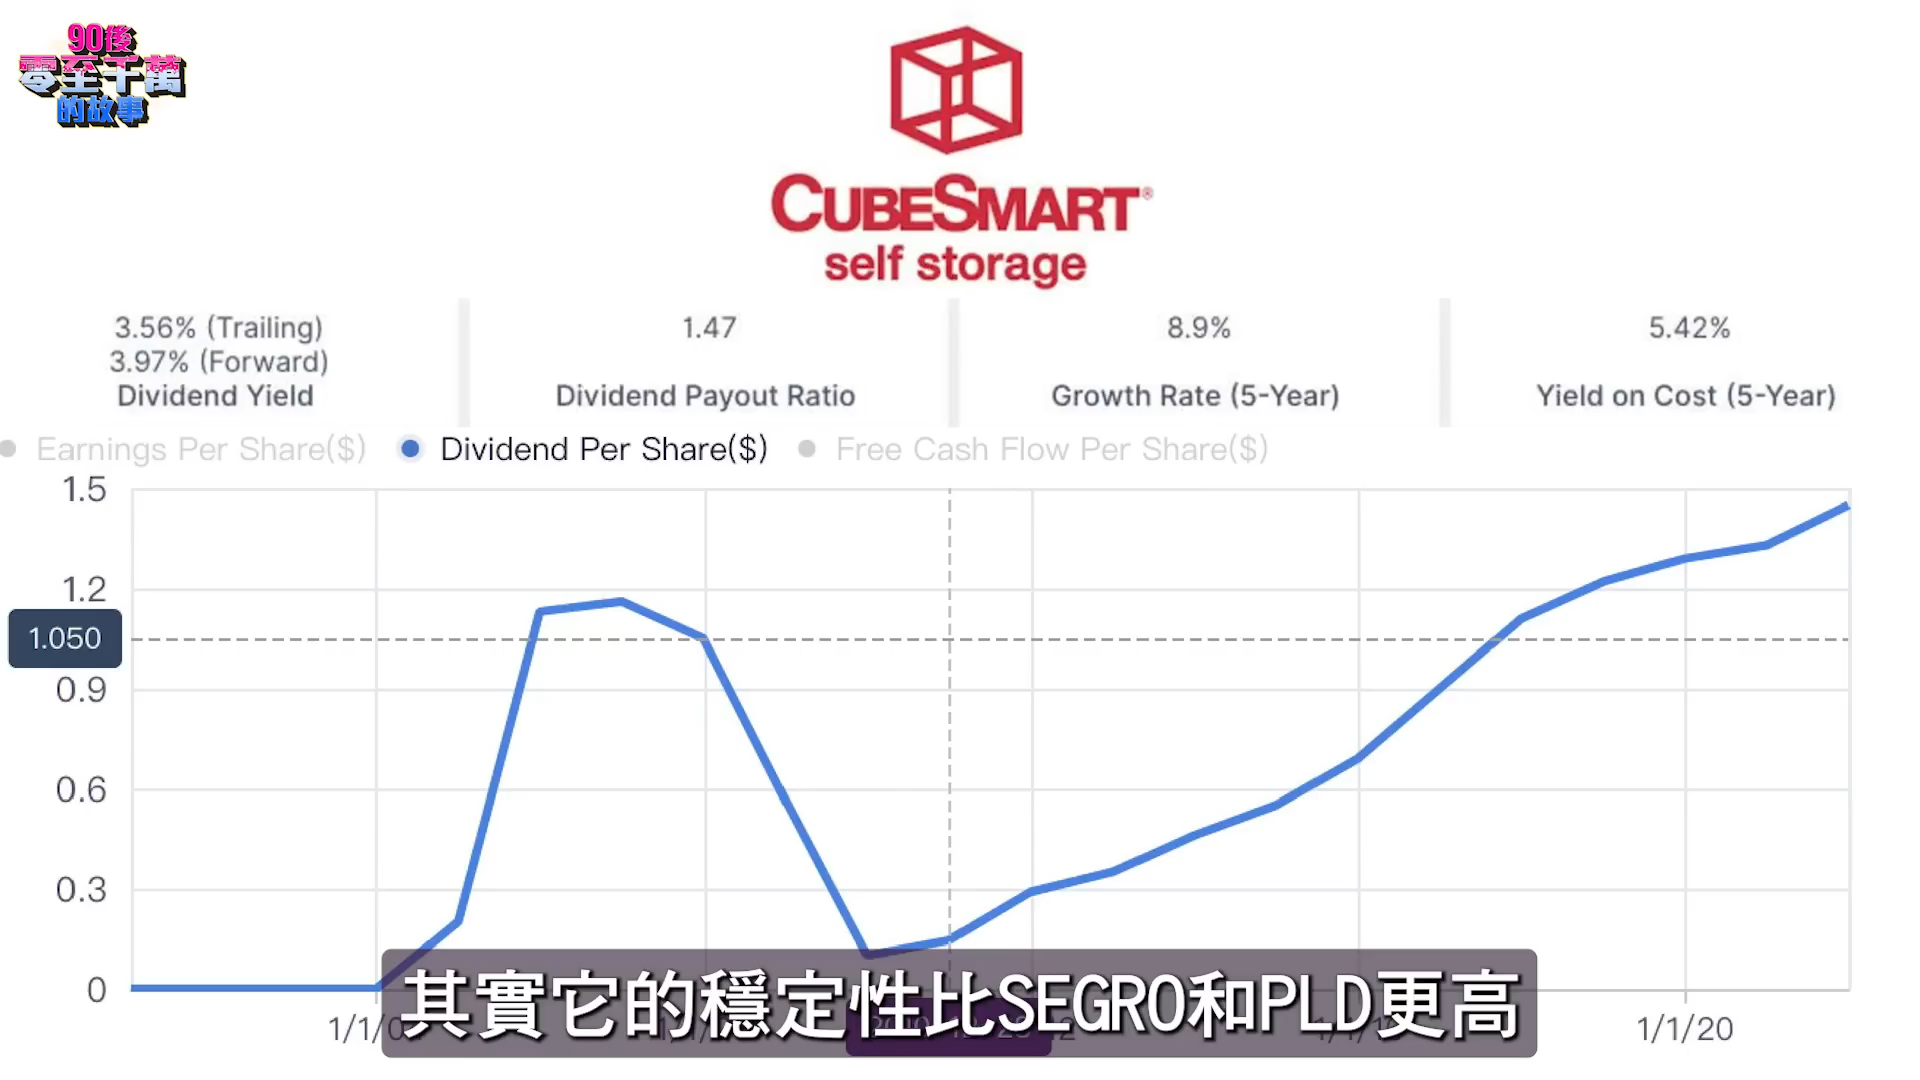 90後
零至千萬
的故事
CUBESMART®
self storage
3.56% (Trailing)
3.97% (Forward)
Dividend Yield
1.47
Dividend Payout Ratio
8.9%
Growth Rate (5-Year)
5.42%
Yield on Cost (5-Year)
Earnings Per Share($)
Dividend Per Share($)
Free Cash Flow Per Share($)
1.5
1.2
1.050
0.9
0.6
0.3
0
1/1/20
其實它的穩定性比SEGRO和PLD更高